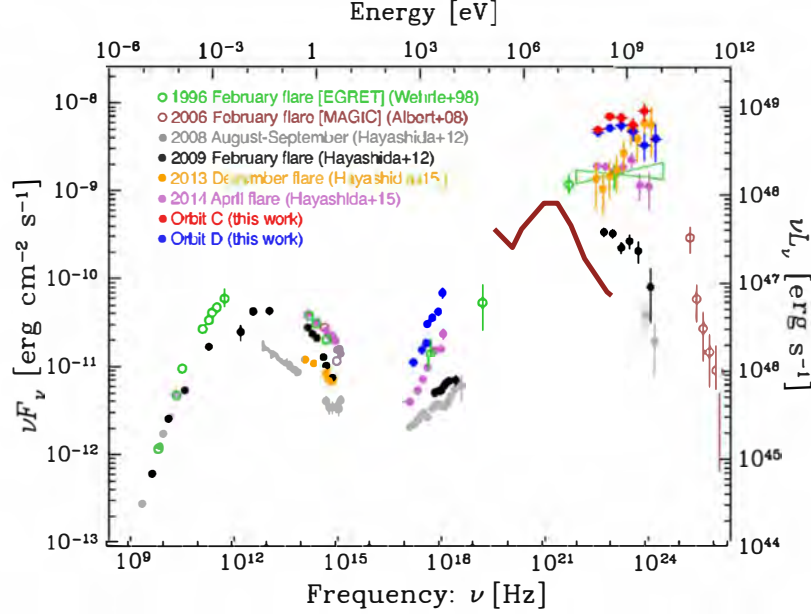 Energy [eV]
10⁻⁶ 10⁻³ 1 10³ 10⁶ 10⁹ 10¹²
1996 February flare [EGRET] (Wehrle+98)
2006 February flare [MAGIC] (Albert+08)
2008 August-September (Hayashida+12)
2009 February flare (Hayashida+12)
2013 flare
2014 April flare (Hayashida+15)
Orbit C (this work)
Orbit D (this work)
νFν [erg cm⁻² s⁻¹]
10⁻⁸
10⁻⁹
10⁻¹⁰
10⁻¹¹
10⁻¹²
10⁻¹³
νLν [erg s⁻¹]
10⁴⁹
10⁴⁸
10⁴⁷
10⁴⁵
10⁴⁴
10⁹ 10¹² 10¹⁵ 10¹⁸ 10²¹ 10²⁴
Frequency: ν [Hz]